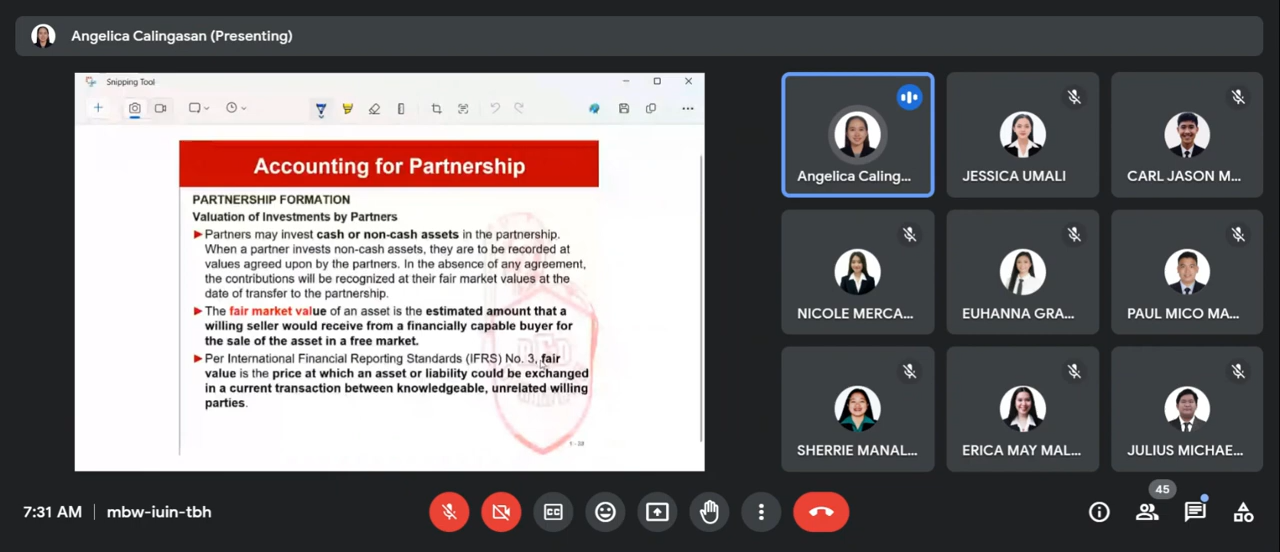 Angelica Calingasan (Presenting)
Snipping Tool
Accounting for Partnership
PARTNERSHIP FORMATION
Valuation of Investments by Partners
Partners may invest cash or non-cash assets in the partnership.
When a partner invests non-cash assets, they are to be recorded at
values agreed upon by the partners. In the absence of any agreement,
the contributions will be recognized at their fair market values at the
date of transfer to the partnership.
The fair market value of an asset is the estimated amount that a
willing seller would receive from a financially capable buyer for
the sale of the asset in a free market.
Per International Financial Reporting Standards (IFRS) No. 3, fair
value is the price at which an asset or liability could be exchanged
in a current transaction between knowledgeable, unrelated willing
parties.
Angelica Caling...
JESSICA UMALI
CARL JASON M...
NICOLE MERCA...
EUHANNA GRA...
PAUL MICO MA...
SHERRIE MANAL...
ERICA MAY MAL...
JULIUS MICHAE...
7:31 AM | mbw-iuin-tbh
CC
45